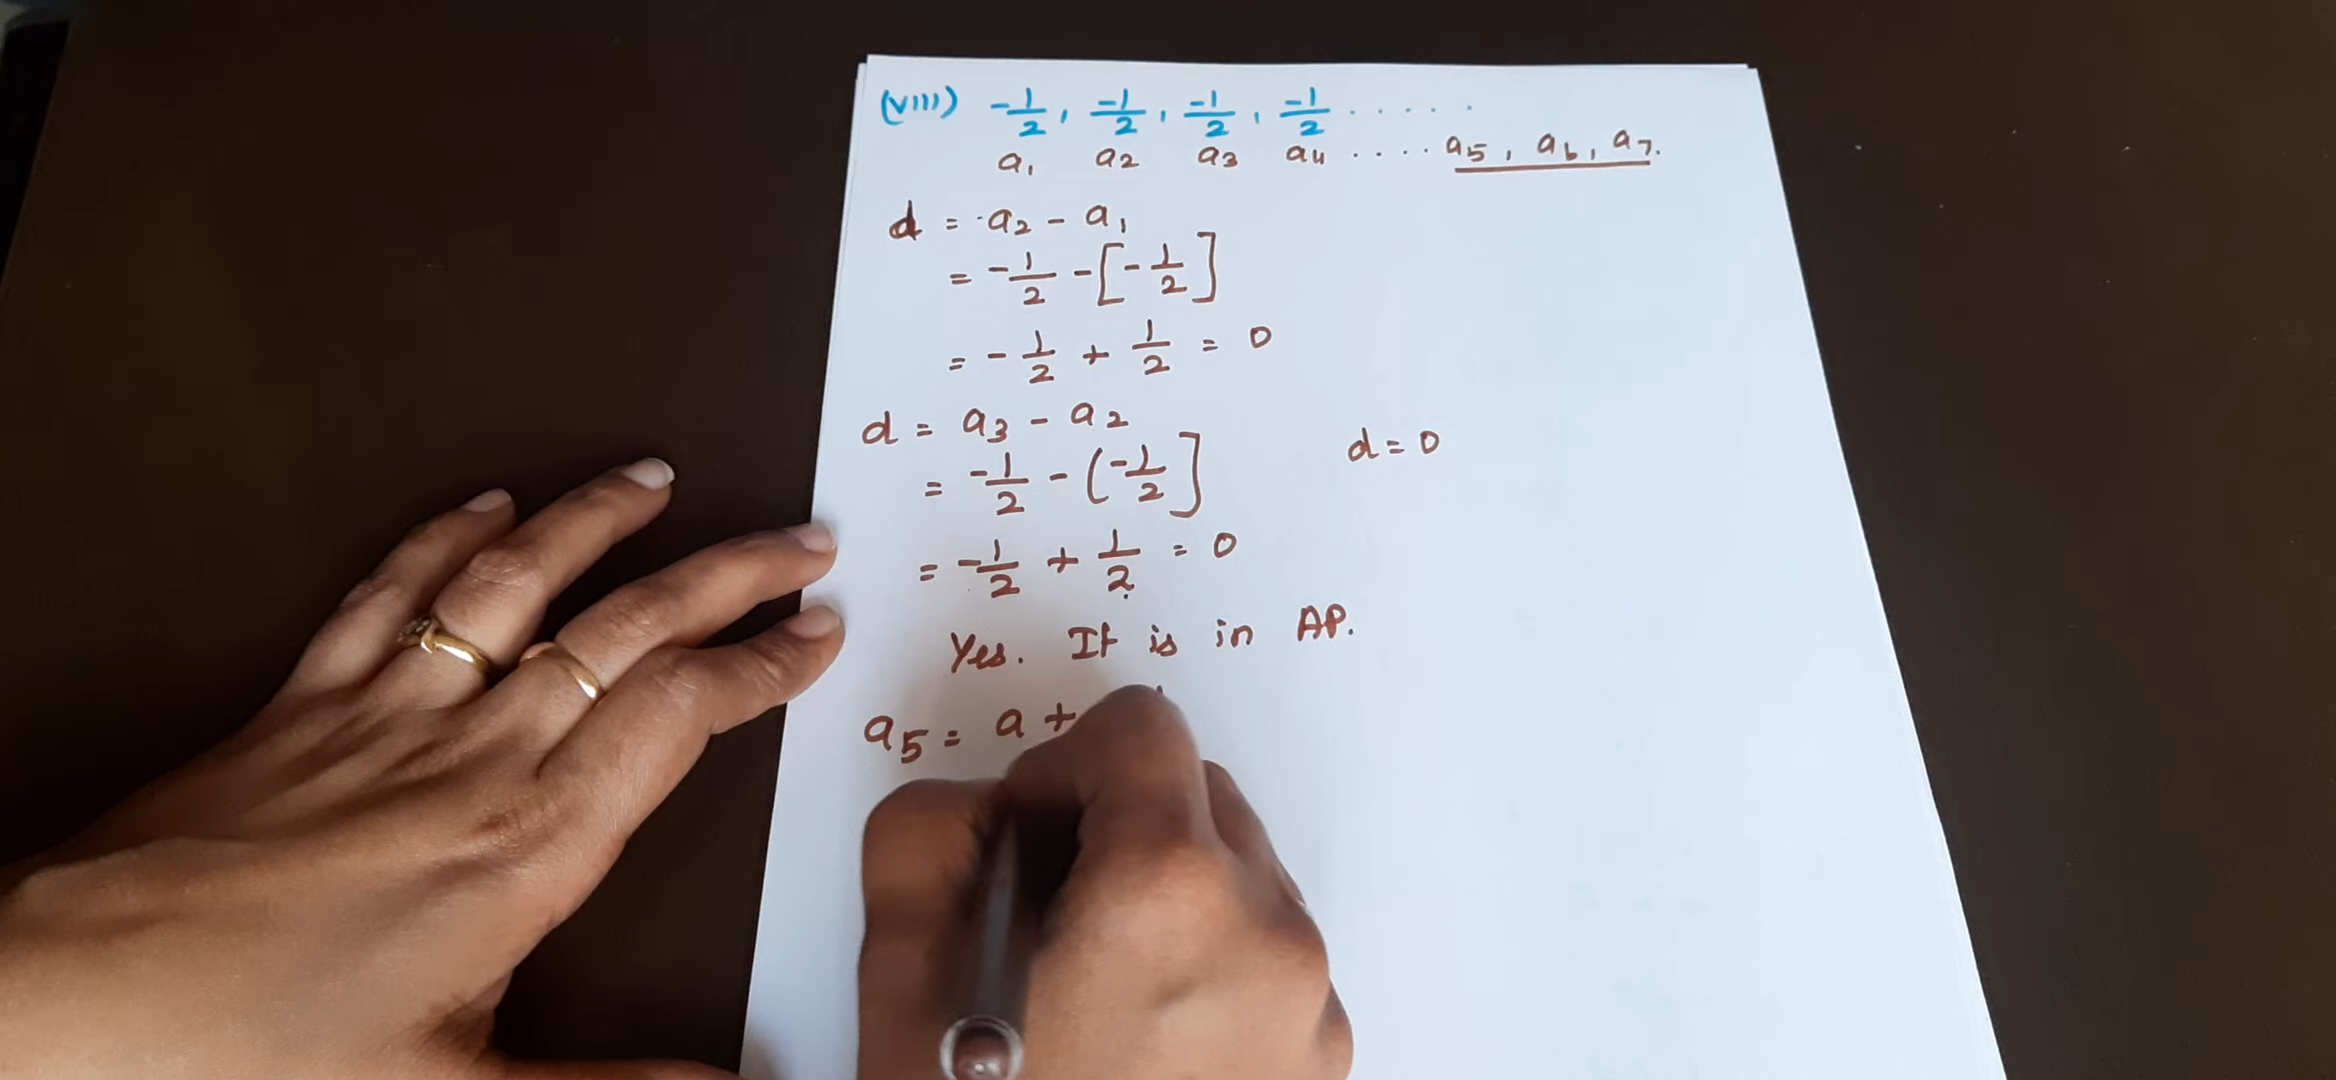 (VIII) -1/2, -1/2, -1/2, -1/2 .....
a1 a2 a3 a4 .... a5, a6, a7.
d = a2 - a1
= -1/2 - [-1/2]
= -1/2 + 1/2 = 0
d = a3 - a2
= -1/2 - (-1/2]
d = 0
= -1/2 + 1/2 = 0
Yes. It is in AP.
a5 = a +